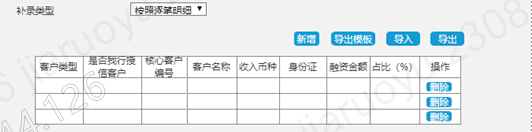 补录类型 按照逐笔明细
新增 导出模板 导入 导出
客户类型 是否我行授信客户 核心客户编号 客户名称 收入币种 身份证 融资金额 占比（%） 操作
删除
删除
删除